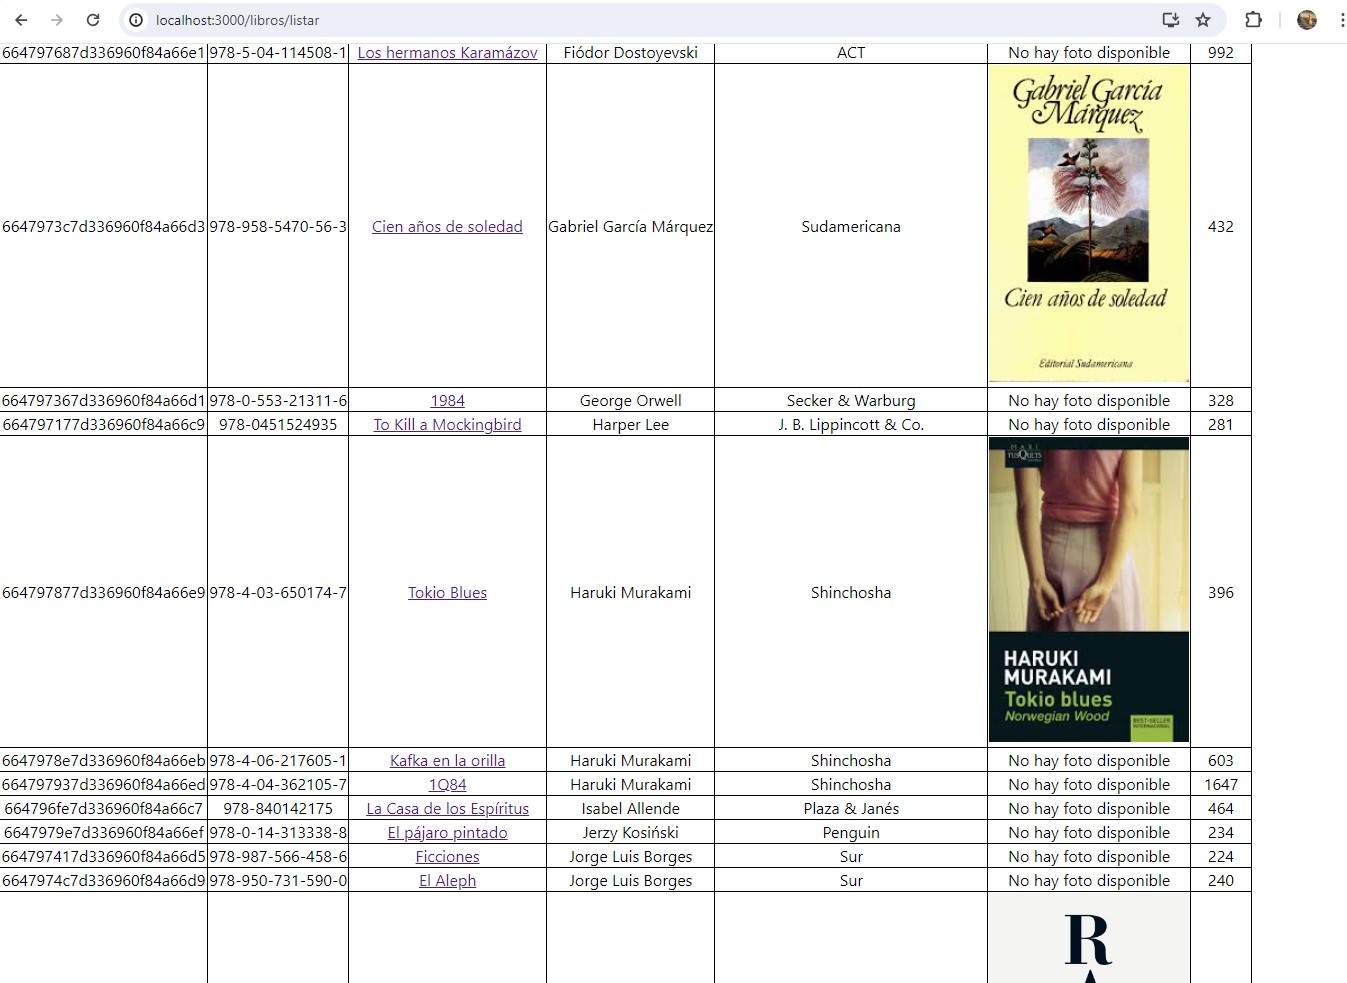 localhost:3000/libros/listar
664797687d336960f84a66e1 978-5-04-114508-1 Los hermanos Karamázov Fiódor Dostoyevski ACT No hay foto disponible 992
Gabriel García
Márquez
6647973c7d336960f84a66d3 978-958-5470-56-3 Cien años de soledad Gabriel García Márquez Sudamericana 432
Cien años de soledad
Editorial Sudamericana
664797367d336960f84a66d1 978-0-553-21311-6 1984 George Orwell Secker & Warburg No hay foto disponible 328
664797177d336960f84a66c9 978-0451524935 To Kill a Mockingbird Harper Lee J. B. Lippincott & Co. No hay foto disponible 281
MAXI
TUSQUETS
664797877d336960f84a66e9 978-4-03-650174-7 Tokio Blues Haruki Murakami Shinchosha 396
HARUKI
MURAKAMI
Tokio blues
Norwegian Wood
BEST-SELLER
INTERNACIONAL
6647978e7d336960f84a66eb 978-4-06-217605-1 Kafka en la orilla Haruki Murakami Shinchosha No hay foto disponible 603
664797937d336960f84a66ed 978-4-04-362105-7 1Q84 Haruki Murakami Shinchosha No hay foto disponible 1647
664796fe7d336960f84a66c7 978-840142175 La Casa de los Espíritus Isabel Allende Plaza & Janés No hay foto disponible 464
6647979e7d336960f84a66ef 978-0-14-313338-8 El pájaro pintado Jerzy Kosiński Penguin No hay foto disponible 234
664797417d336960f84a66d5 978-987-566-458-6 Ficciones Jorge Luis Borges Sur No hay foto disponible 224
6647974c7d336960f84a66d9 978-950-731-590-0 El Aleph Jorge Luis Borges Sur No hay foto disponible 240
R